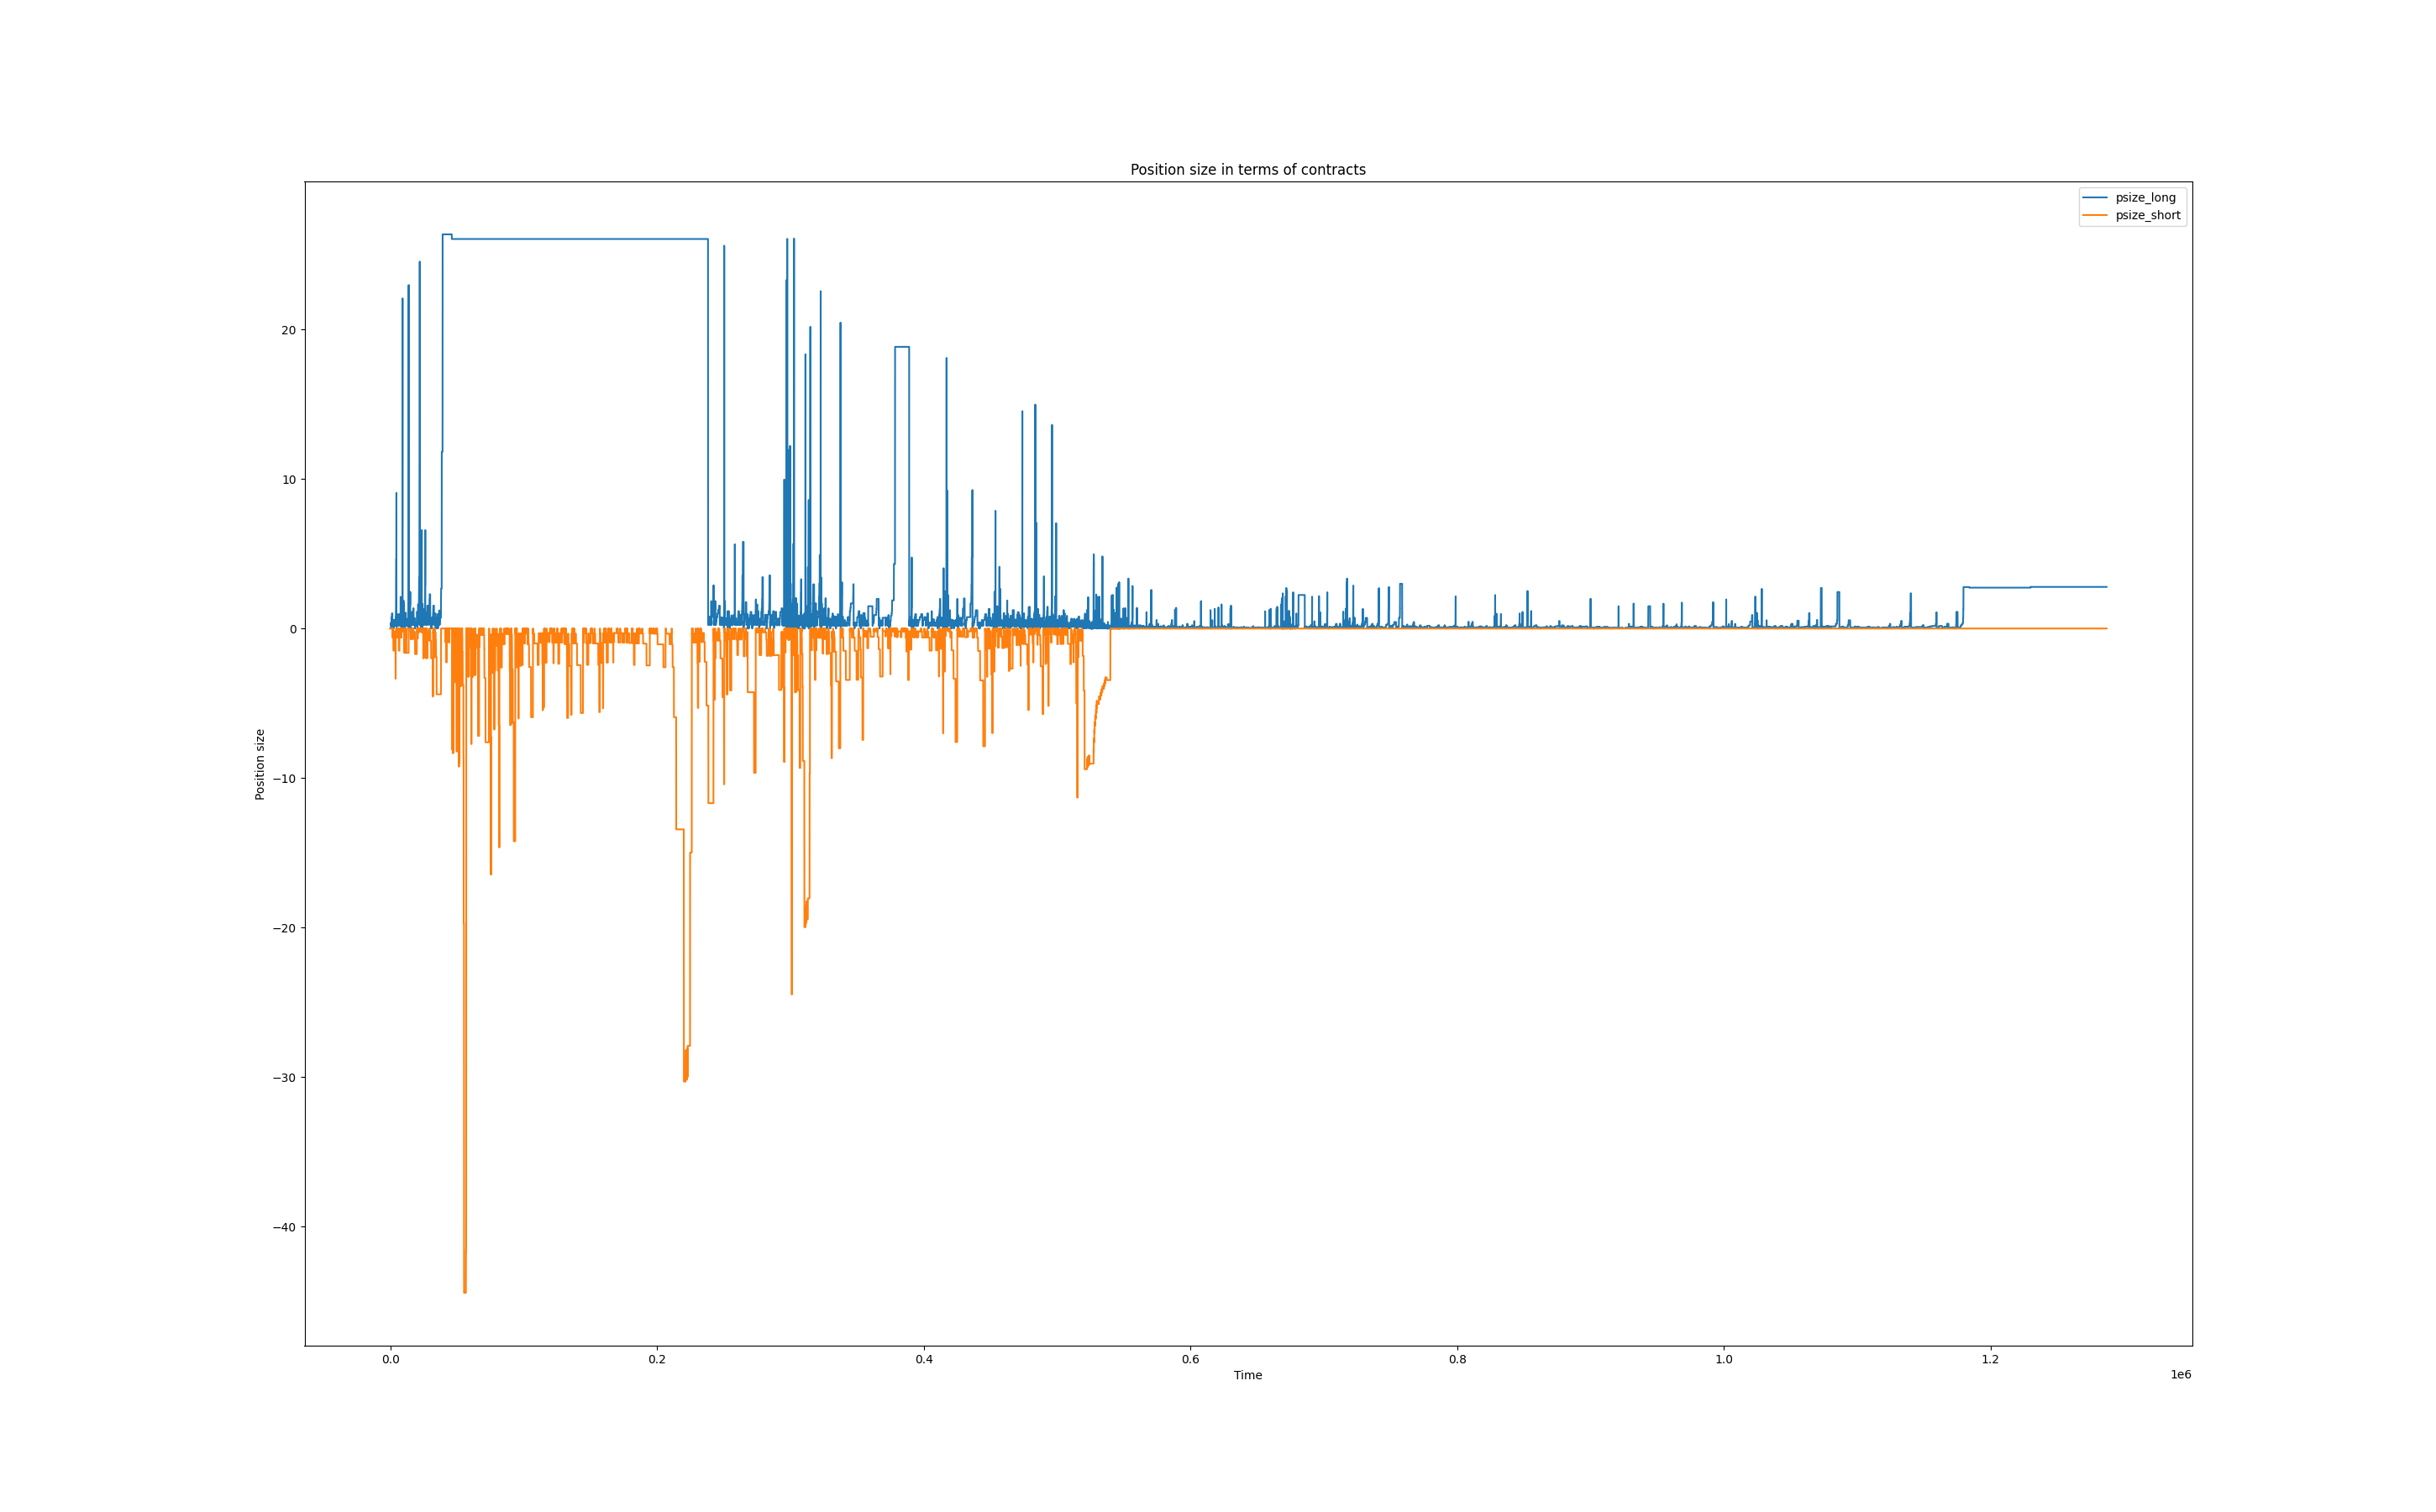 Position size in terms of contracts
psize_long
psize_short
Position size
20
10
0
−10
−20
−30
−40
0.0 0.2 0.4 0.6 0.8 1.0 1.2
Time
1e6